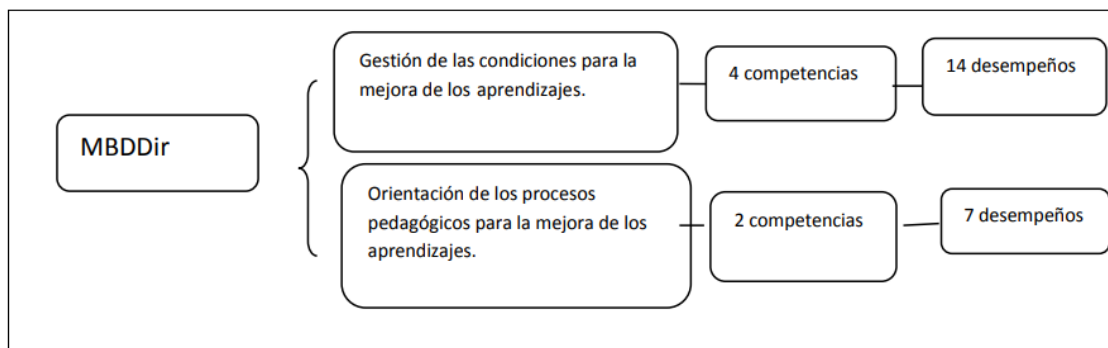 MBDDir
Gestión de las condiciones para la
mejora de los aprendizajes.
4 competencias
14 desempeños
Orientación de los procesos
pedagógicos para la mejora de los
aprendizajes.
2 competencias
7 desempeños